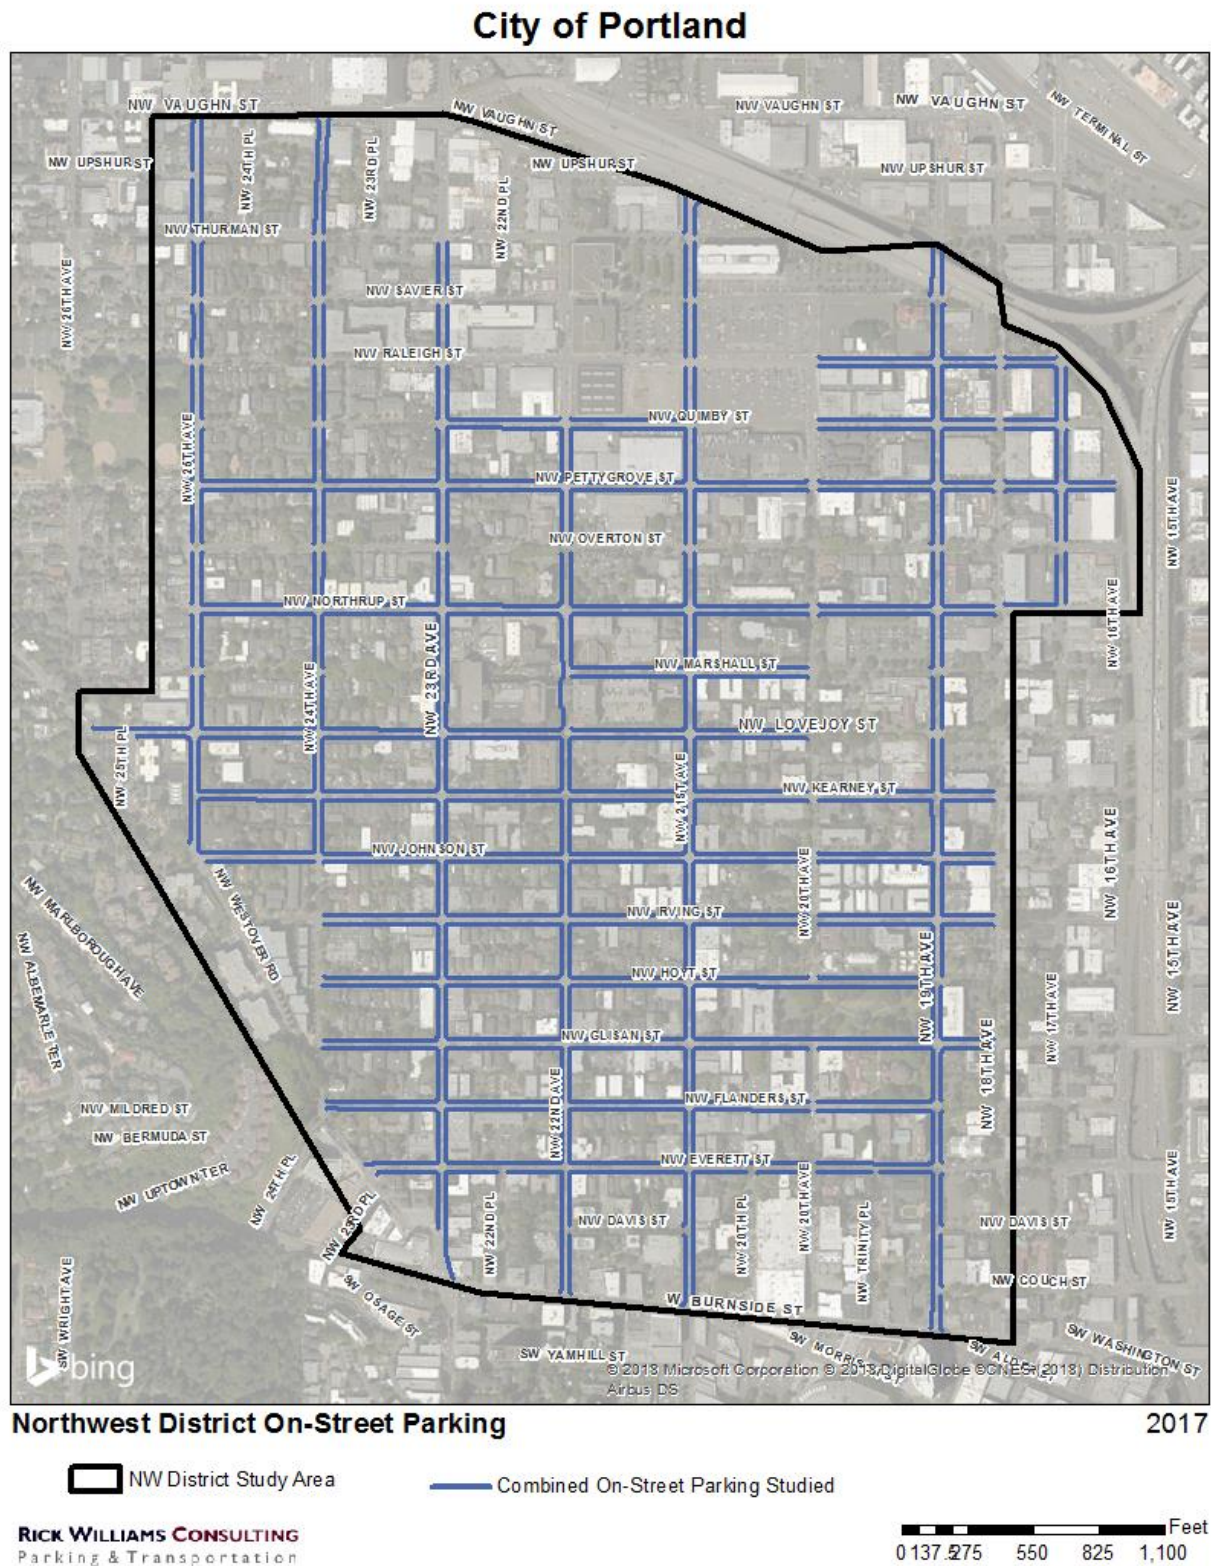 City of Portland
NW VAUGHN ST
NW VAUGHN ST
NW VAUGHN ST
NW VAUGHN ST
NW TERMINAL ST
NW UPSHUR ST
NW 24TH PL
NW 23RD PL
NW UPSHUR ST
NW UPSHUR ST
NW 22ND PL
NW THURMAN ST
NW 26TH AVE
NW SAVIER ST
NW RALEIGH ST
NW QUIMBY ST
NW 25TH AVE
NW PETTYGROVE ST
NW 15TH AVE
NW OVERTON ST
NW NORTHRUP ST
NW 16TH AVE
NW 23RD AVE
NW MARSHALL ST
NW 24TH AVE
NW LOVEJOY ST
NW 25TH PL
NW 21ST AVE
NW KEARNEY ST
NW JOHNSON ST
NW 16TH AVE
NW 20TH AVE
NW MARLBOROUGH AVE
NW WESTOVER RD
NW IRVING ST
NW 15TH AVE
NW ALBEMARLE TER
NW HOYT ST
NW 19TH AVE
NW 17TH AVE
NW GLISAN ST
NW 18TH AVE
NW 22ND AVE
NW FLANDERS ST
NW MILDRED ST
NW BERMUDA ST
NW EVERETT ST
NW UPTOWN TER
NW 24TH PL
NW 23RD PL
NW 22ND PL
NW DAVIS ST
NW 20TH PL
NW 20TH AVE
NW TRINITY PL
NW DAVIS ST
NW 15TH AVE
NW COUCH ST
SW WRIGHT AVE
SW OSAGE ST
W BURNSIDE ST
SW YAMHILL ST
SW MORRISON ST
SW WASHINGTON ST
bing
© 2018 Microsoft Corporation © 2018 DigitalGlobe ©CNES (2018) Distribution
Airbus DS
Northwest District On-Street Parking
2017
NW District Study Area
Combined On-Street Parking Studied
RICK WILLIAMS CONSULTING
Parking & Transportation
Feet
0 137.5 275 550 825 1,100